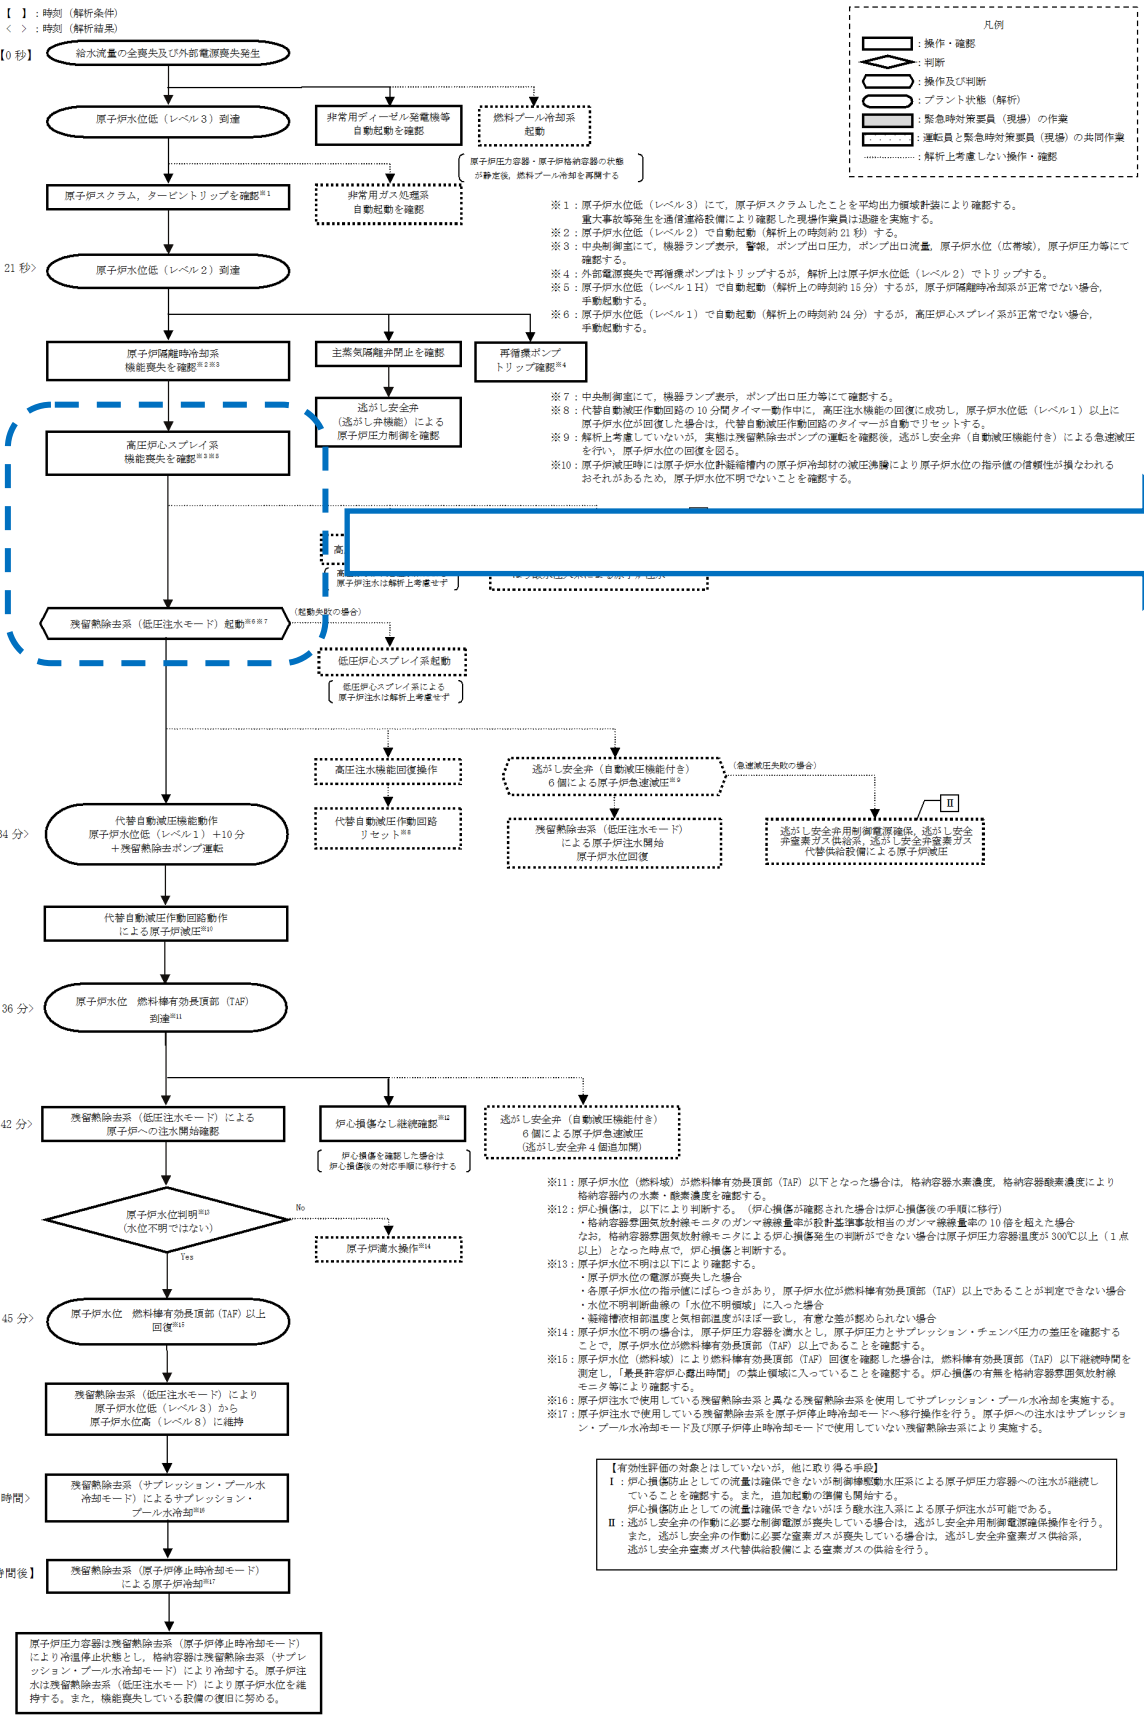 【　】：時刻（解析条件）
＜　＞：時刻（解析結果）
【0 秒】
給水流量の全喪失及び外部電源喪失発生
原子炉水位低（レベル３）到達
非常用ディーゼル発電機等
自動起動を確認
燃料プール冷却系
起動
原子炉圧力容器・原子炉格納容器の状態
が静定後，燃料プール冷却を再開する
原子炉スクラム，タービントリップを確認※1
非常用ガス処理系
自動起動を確認
21 秒>
原子炉水位低（レベル２）到達
原子炉隔離時冷却系
機能喪失を確認※2※3
主蒸気隔離弁閉止を確認
再循環ポンプ
トリップ確認※4
逃がし安全弁
（逃がし弁機能）による
原子炉圧力制御を確認
高圧炉心スプレイ系
機能喪失を確認※3※5
凡例
：操作・確認
：判断
：操作及び判断
：プラント状態（解析）
：緊急時対策要員（現場）の作業
：運転員と緊急時対策要員（現場）の共同作業
：解析上考慮しない操作・確認
※１：原子炉水位低（レベル３）にて，原子炉スクラムしたことを平均出力領域計装により確認する。
重大事故等発生を通信連絡設備により確認した現場作業員は退避を実施する。
※２：原子炉水位低（レベル２）で自動起動（解析上の時刻約 21 秒）する。
※３：中央制御室にて，機器ランプ表示，警報，ポンプ出口圧力，ポンプ出口流量，原子炉水位（広帯域），原子炉圧力等にて
確認する。
※４：外部電源喪失で再循環ポンプはトリップするが，解析上は原子炉水位低（レベル２）でトリップする。
※５：原子炉水位低（レベル１Ｈ）で自動起動（解析上の時刻約 15 分）するが，原子炉隔離時冷却系が正常でない場合，
手動起動する。
※６：原子炉水位低（レベル１）で自動起動（解析上の時刻約 24 分）するが，高圧炉心スプレイ系が正常でない場合，
手動起動する。
※７：中央制御室にて，機器ランプ表示，ポンプ出口圧力等にて確認する。
※８：代替自動減圧作動回路の 10 分間タイマー動作中に，高圧注水機能の回復に成功し，原子炉水位低（レベル１）以上に
原子炉水位が回復した場合は，代替自動減圧作動回路のタイマーが自動でリセットする。
※９：解析上考慮していないが，実態は残留熱除去ポンプの運転を確認後，逃がし安全弁（自動減圧機能付き）による急速減圧
を行い，原子炉水位の回復を図る。
※10：原子炉減圧時には原子炉水位計凝縮槽内の原子炉冷却材の減圧沸騰により原子炉水位の指示値の信頼性が損なわれる
おそれがあるため，原子炉水位不明でないことを確認する。
高
原子炉注水は解析上考慮せず
残留熱除去系（低圧注水モード）起動※6※7
（起動失敗の場合）
低圧炉心スプレイ系起動
低圧炉心スプレイ系による
原子炉注水は解析上考慮せず
高圧注水機能回復操作
代替自動減圧作動回路
リセット※8
逃がし安全弁（自動減圧機能付き）
６個による原子炉急速減圧※9
（急速減圧失敗の場合）
残留熱除去系（低圧注水モード）
による原子炉注水開始
原子炉水位回復
Ⅱ
逃がし安全弁用制御電源確保，逃がし安全
弁窒素ガス供給系，逃がし安全弁窒素ガス
代替供給設備による原子炉減圧
34 分>
代替自動減圧機能動作
原子炉水位低（レベル１）＋10 分
＋残留熱除去ポンプ運転
代替自動減圧作動回路動作
による原子炉減圧※10
36 分>
原子炉水位　燃料棒有効長頂部（TAF）
到達※11
42 分>
残留熱除去系（低圧注水モード）による
原子炉への注水開始確認
炉心損傷なし継続確認※12
炉心損傷を確認した場合は
炉心損傷後の対応手順に移行する
逃がし安全弁（自動減圧機能付き）
６個による原子炉急速減圧
（逃がし安全弁４個追加開）
原子炉水位判明※13
（水位不明ではない）
No
Yes
原子炉満水操作※14
45 分>
原子炉水位　燃料棒有効長頂部（TAF）以上
回復※15
残留熱除去系（低圧注水モード）により
原子炉水位低（レベル３）から
原子炉水位高（レベル８）に維持
時間>
残留熱除去系（サプレッション・プール水
冷却モード）によるサプレッション・
プール水冷却※16
時間後】
残留熱除去系（原子炉停止時冷却モード）
による原子炉冷却※17
原子炉圧力容器は残留熱除去系（原子炉停止時冷却モード）
により冷温停止状態とし，格納容器は残留熱除去系（サプレ
ッション・プール水冷却モード）により冷却する。原子炉注
水は残留熱除去系（低圧注水モード）により原子炉水位を維
持する。また，機能喪失している設備の復旧に努める。
※11：原子炉水位（燃料域）が燃料棒有効長頂部（TAF）以下となった場合は，格納容器水素濃度，格納容器酸素濃度により
格納容器内の水素・酸素濃度を確認する。
※12：炉心損傷は，以下により判断する。（炉心損傷が確認された場合は炉心損傷後の手順に移行）
・格納容器雰囲気放射線モニタのガンマ線線量率が設計基準事故相当のガンマ線線量率の 10 倍を超えた場合
なお，格納容器雰囲気放射線モニタによる炉心損傷発生の判断ができない場合は原子炉圧力容器温度が 300℃以上（１点
以上）となった時点で，炉心損傷と判断する。
※13：原子炉水位不明は以下により確認する。
・原子炉水位の電源が喪失した場合
・各原子炉水位の指示値にばらつきがあり，原子炉水位が燃料棒有効長頂部（TAF）以上であることが判定できない場合
・水位不明判断曲線の「水位不明領域」に入った場合
・凝縮槽液相部温度と気相部温度がほぼ一致し，有意な差が認められない場合
※14：原子炉水位不明の場合は，原子炉圧力容器を満水とし，原子炉圧力とサプレッション・チェンバ圧力の差圧を確認する
ことで，原子炉水位が燃料棒有効長頂部（TAF）以上であることを確認する。
※15：原子炉水位（燃料域）により燃料棒有効長頂部（TAF）回復を確認した場合は，燃料棒有効長頂部（TAF）以下継続時間を
測定し，「最長許容炉心露出時間」の禁止領域に入っていることを確認する。炉心損傷の有無を格納容器雰囲気放射線
モニタ等により確認する。
※16：原子炉注水で使用している残留熱除去系と異なる残留熱除去系を使用してサプレッション・プール水冷却を実施する。
※17：原子炉注水で使用している残留熱除去系を原子炉停止時冷却モードへ移行操作を行う。原子炉への注水はサプレッショ
ン・プール水冷却モード及び原子炉停止時冷却モードで使用していない残留熱除去系により実施する。
【有効性評価の対象とはしていないが，他に取り得る手段】
Ⅰ：炉心損傷防止としての流量は確保できないが制御棒駆動水圧系による原子炉圧力容器への注水が継続し
ていることを確認する。また，追加起動の準備も開始する。
炉心損傷防止としての流量は確保できないがほう酸水注入系による原子炉注水が可能である。
Ⅱ：逃がし安全弁の作動に必要な制御電源が喪失している場合は，逃がし安全弁用制御電源確保操作を行う。
また，逃がし安全弁の作動に必要な窒素ガスが喪失している場合は，逃がし安全弁窒素ガス供給系，
逃がし安全弁窒素ガス代替供給設備による窒素ガスの供給を行う。